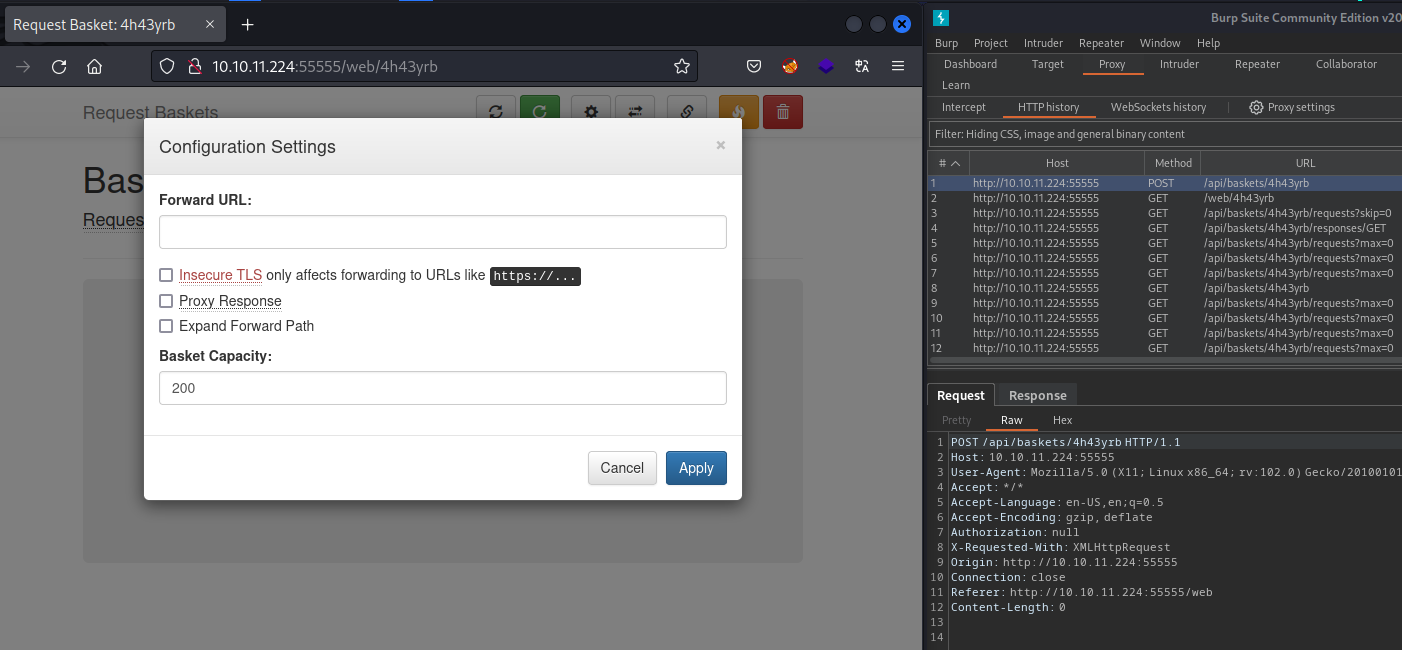 Request Basket: 4h43yrb × +
10.10.11.224:55555/web/4h43yrb
Request Baskets
Bas
Reques
Configuration Settings ×
Forward URL:
Insecure TLS only affects forwarding to URLs like https://...
Proxy Response
Expand Forward Path
Basket Capacity:
200
Cancel Apply
Burp Suite Community Edition v20
Burp Project Intruder Repeater Window Help
Dashboard Target Proxy Intruder Repeater Collaborator
Learn
Intercept HTTP history WebSockets history Proxy settings
Filter: Hiding CSS, image and general binary content
# Host Method URL
1 http://10.10.11.224:55555 POST /api/baskets/4h43yrb
2 http://10.10.11.224:55555 GET /web/4h43yrb
3 http://10.10.11.224:55555 GET /api/baskets/4h43yrb/requests?skip=0
4 http://10.10.11.224:55555 GET /api/baskets/4h43yrb/responses/GET
5 http://10.10.11.224:55555 GET /api/baskets/4h43yrb/requests?max=0
6 http://10.10.11.224:55555 GET /api/baskets/4h43yrb/requests?max=0
7 http://10.10.11.224:55555 GET /api/baskets/4h43yrb/requests?max=0
8 http://10.10.11.224:55555 GET /api/baskets/4h43yrb
9 http://10.10.11.224:55555 GET /api/baskets/4h43yrb/requests?max=0
10 http://10.10.11.224:55555 GET /api/baskets/4h43yrb/requests?max=0
11 http://10.10.11.224:55555 GET /api/baskets/4h43yrb/requests?max=0
12 http://10.10.11.224:55555 GET /api/baskets/4h43yrb/requests?max=0
Request Response
Pretty Raw Hex
1 POST /api/baskets/4h43yrb HTTP/1.1
2 Host: 10.10.11.224:55555
3 User-Agent: Mozilla/5.0 (X11; Linux x86_64; rv:102.0) Gecko/20100101
4 Accept: */*
5 Accept-Language: en-US,en;q=0.5
6 Accept-Encoding: gzip, deflate
7 Authorization: null
8 X-Requested-With: XMLHttpRequest
9 Origin: http://10.10.11.224:55555
10 Connection: close
11 Referer: http://10.10.11.224:55555/web
12 Content-Length: 0
13
14